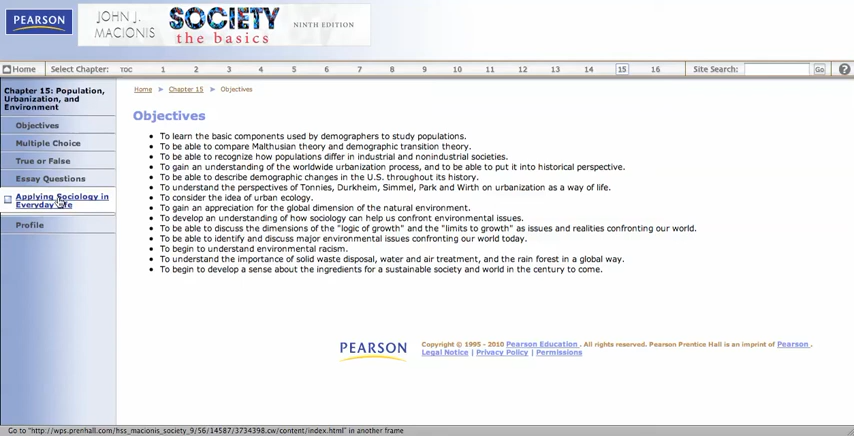 PEARSON
JOHN J.
MACIONIS
SOCIETY
the basics
NINTH EDITION
Home
Select Chapter: TOC 1 2 3 4 5 6 7 8 9 10 11 12 13 14 15 16
Site Search: Go ?
Chapter 15: Population,
Urbanization, and
Environment
Objectives
Multiple Choice
True or False
Essay Questions
Applying Sociology in
Everyday Life
Profile
Home Chapter 15 Objectives
Objectives
To learn the basic components used by demographers to study populations.
To be able to compare Malthusian theory and demographic transition theory.
To be able to recognize how populations differ in industrial and nonindustrial societies.
To gain an understanding of the worldwide urbanization process, and to be able to put it into historical perspective.
To be able to describe demographic changes in the U.S. throughout its history.
To understand the perspectives of Tonnies, Durkheim, Simmel, Park and Wirth on urbanization as a way of life.
To consider the idea of urban ecology.
To gain an appreciation for the global dimension of the natural environment.
To develop an understanding of how sociology can help us confront environmental issues.
To be able to discuss the dimensions of the "logic of growth" and the "limits to growth" as issues and realities confronting our world.
To be able to identify and discuss major environmental issues confronting our world today.
To begin to understand environmental racism.
To understand the importance of solid waste disposal, water and air treatment, and the rain forest in a global way.
To begin to develop a sense about the ingredients for a sustainable society and world in the century to come.
PEARSON
Copyright © 1995 - 2010 Pearson Education . All rights reserved. Pearson Prentice Hall is an imprint of Pearson .
Legal Notice | Privacy Policy | Permissions
Go to "http://wps.prenhall.com/hss_macionis_society_9/56/14587/3734398.cw/content/index.html" in another frame